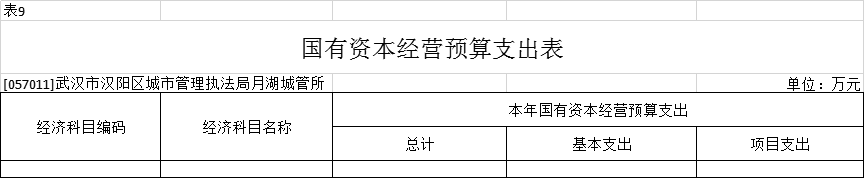 表9
国有资本经营预算支出表
[057011]武汉市汉阳区城市管理执法局月湖城管所 单位：万元
经济科目编码 经济科目名称 本年国有资本经营预算支出
总计 基本支出 项目支出